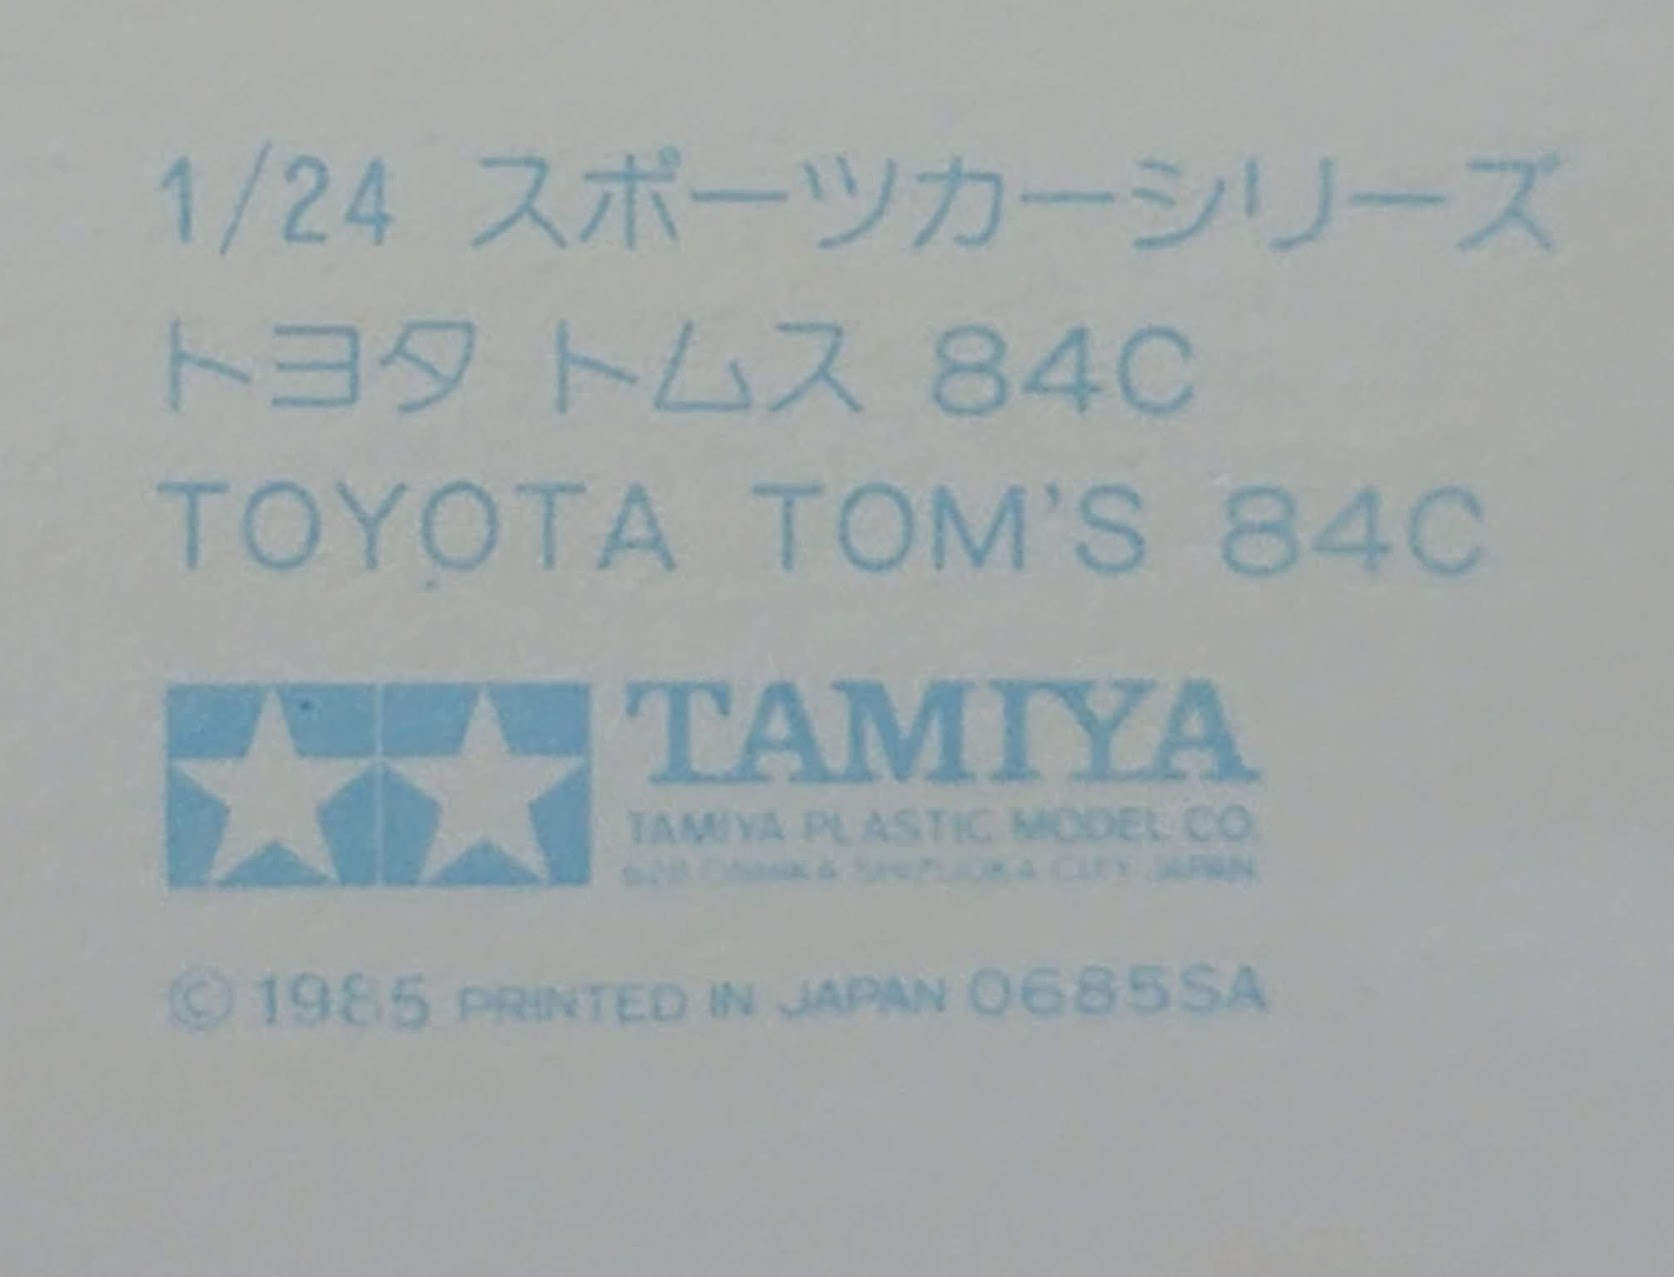 1/24 スポーツカーシリーズ
トヨタ トムス 84C
TOYOTA TOM'S 84C
TAMIYA
TAMIYA PLASTIC MODEL CO.
628 OSHIKA SHIZUOKA CITY JAPAN
© 1985 PRINTED IN JAPAN 0685SA